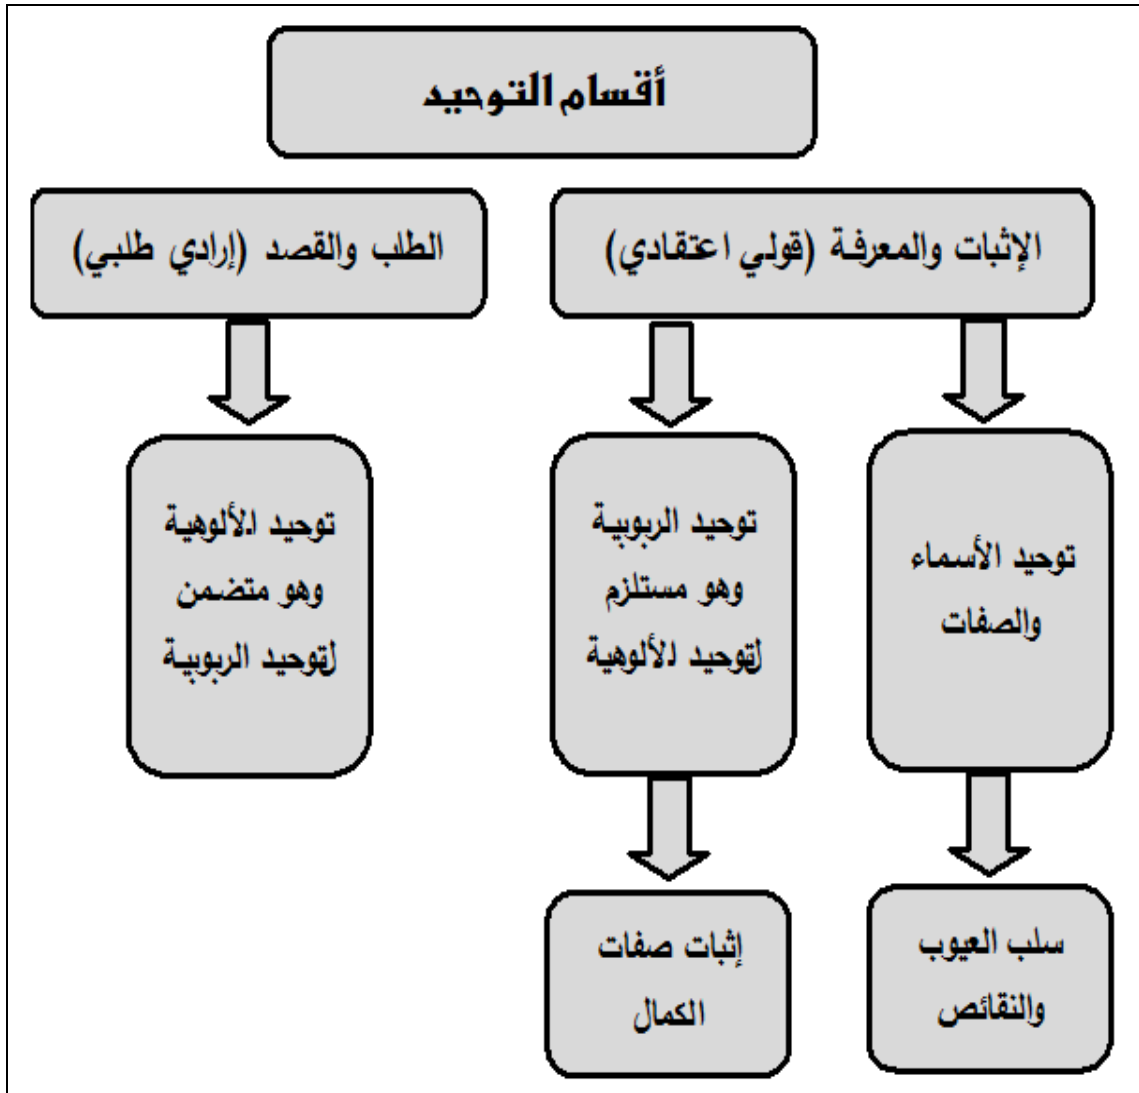 أقسام التوحيد
الإثبات والمعرفة (قولي اعتقادي)
الطلب والقصد (إرادي طلبي)
توحيد الأسماء
والصفات
توحيد الربوبية
وهو مستلزم
لتوحيد الألوهية
توحيد الألوهية
وهو متضمن
لتوحيد الربوبية
سلب العيوب
والنقائص
إثبات صفات
الكمال